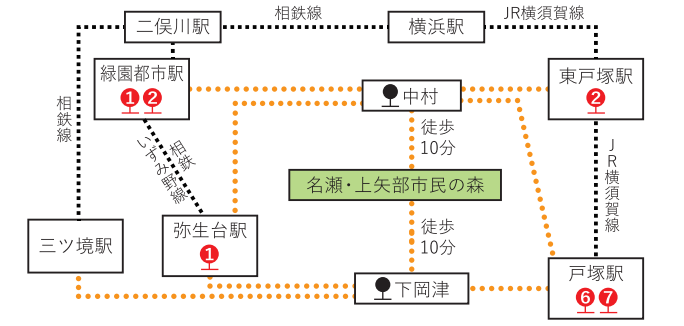 相鉄線
JR横須賀線
二俣川駅
横浜駅
緑園都市駅
1 2
中村
東戸塚駅
2
相鉄線
相鉄
いずみ野線
徒歩
10分
JR横須賀線
名瀬・上矢部市民の森
三ツ境駅
弥生台駅
1
徒歩
10分
下岡津
戸塚駅
6 7